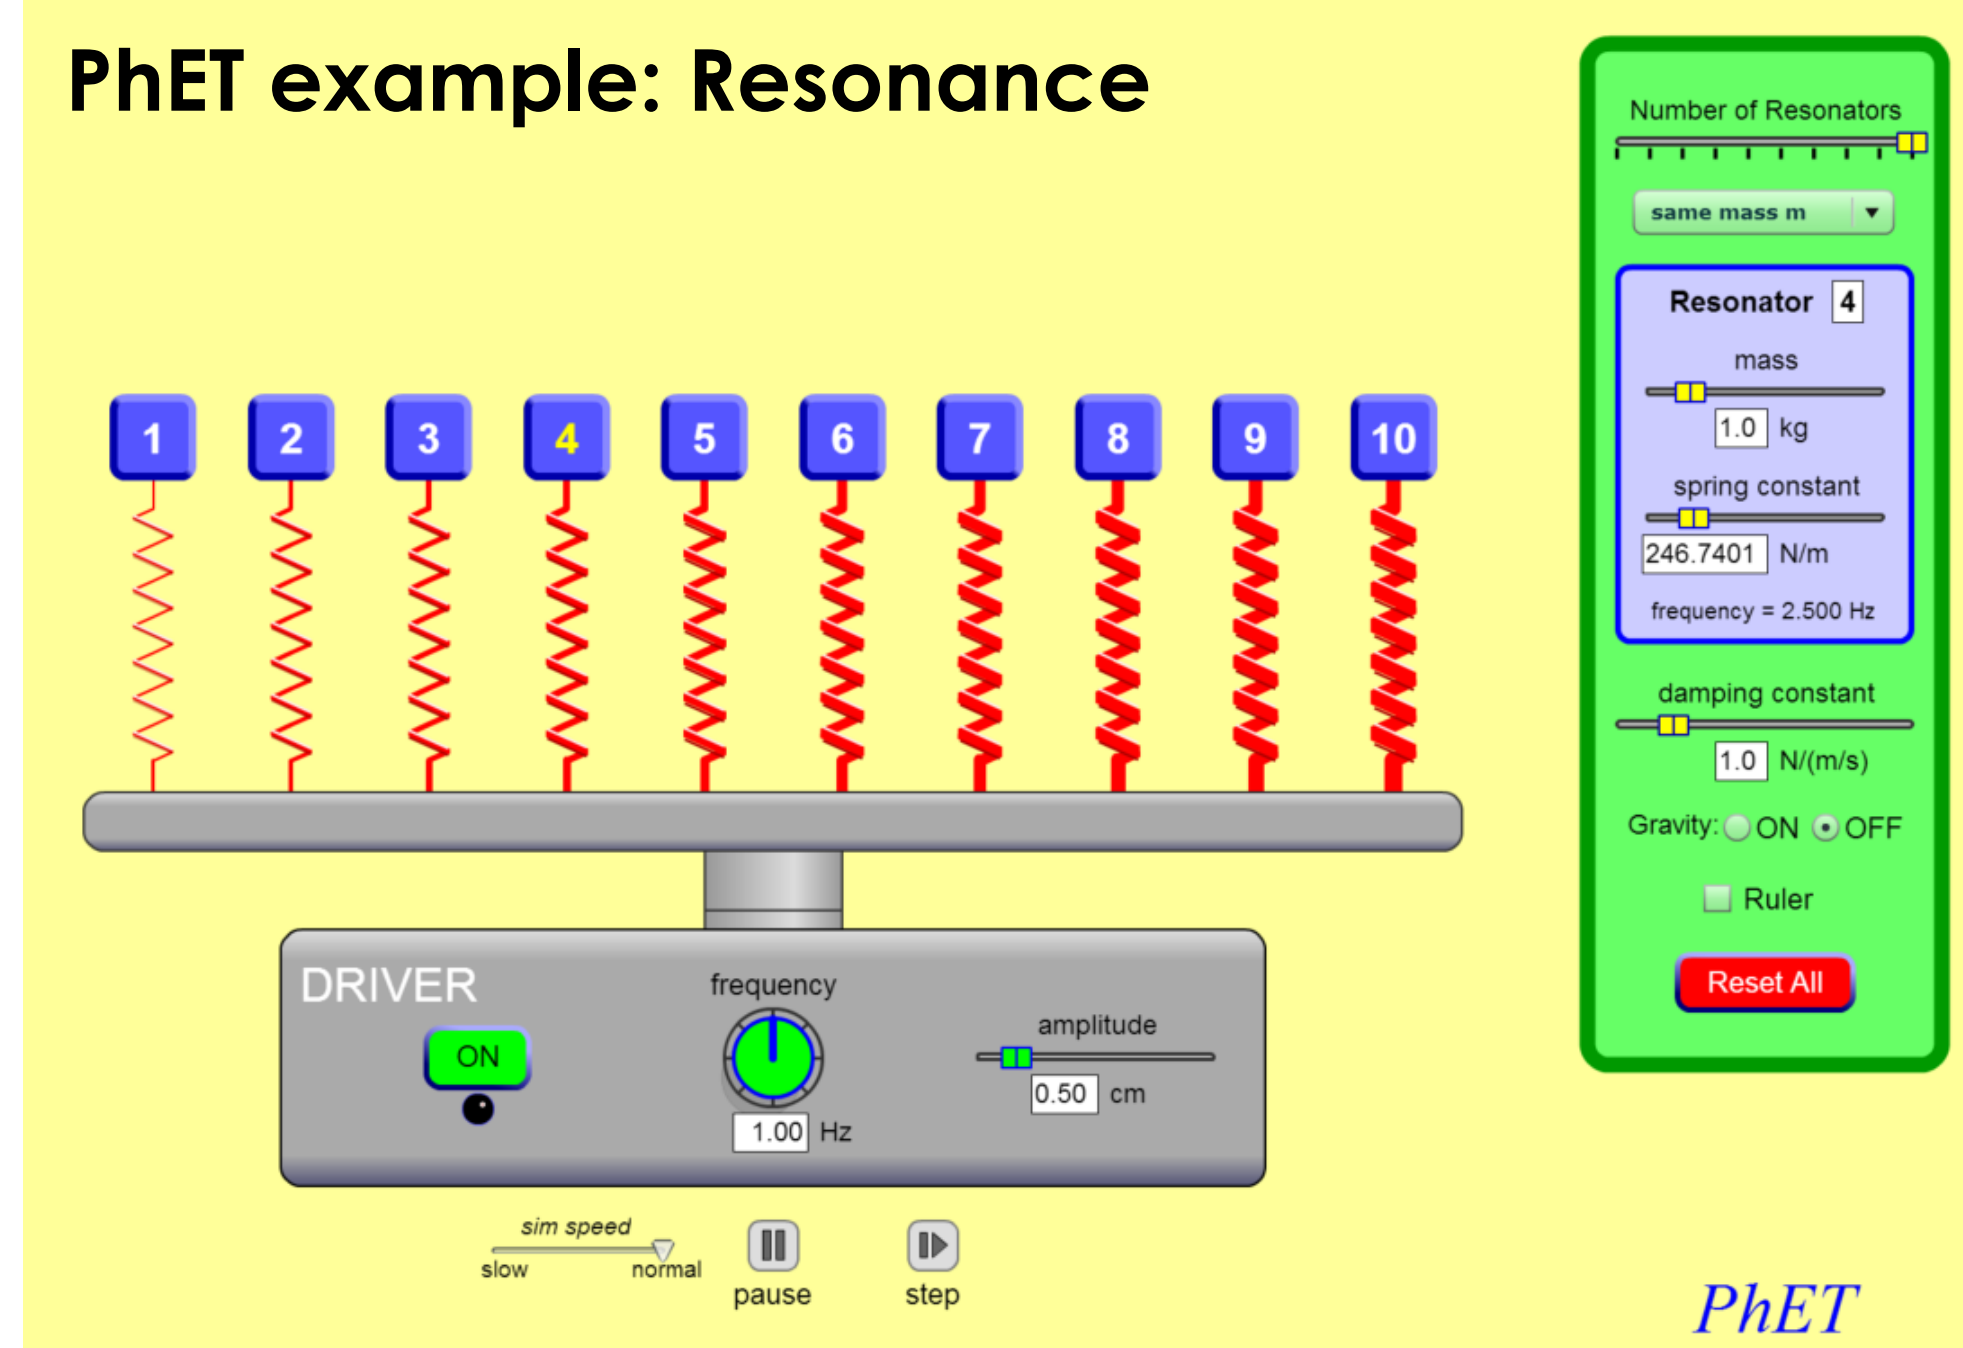 PhET example: Resonance
Number of Resonators
same mass m
Resonator 4
mass
1.0 kg
spring constant
246.7401 N/m
frequency = 2.500 Hz
damping constant
1.0 N/(m/s)
Gravity: ON OFF
Ruler
Reset All
1 2 3 4 5 6 7 8 9 10
DRIVER
ON
frequency
1.00 Hz
amplitude
0.50 cm
sim speed
slow normal
pause
step
PhET